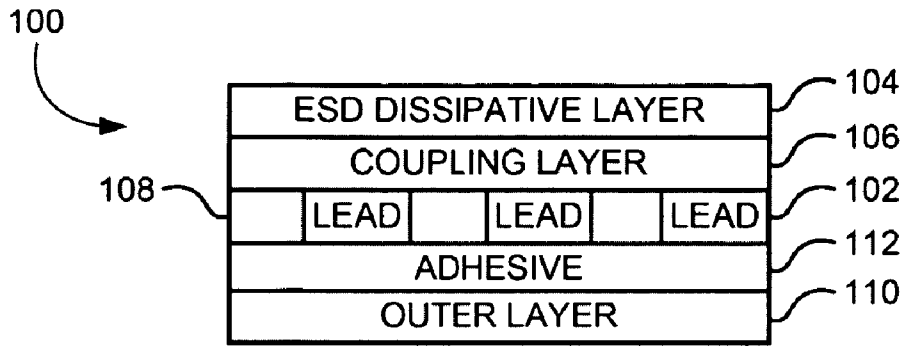 100
104
ESD DISSIPATIVE LAYER
106
COUPLING LAYER
108
LEAD LEAD LEAD
102
ADHESIVE
112
OUTER LAYER
110